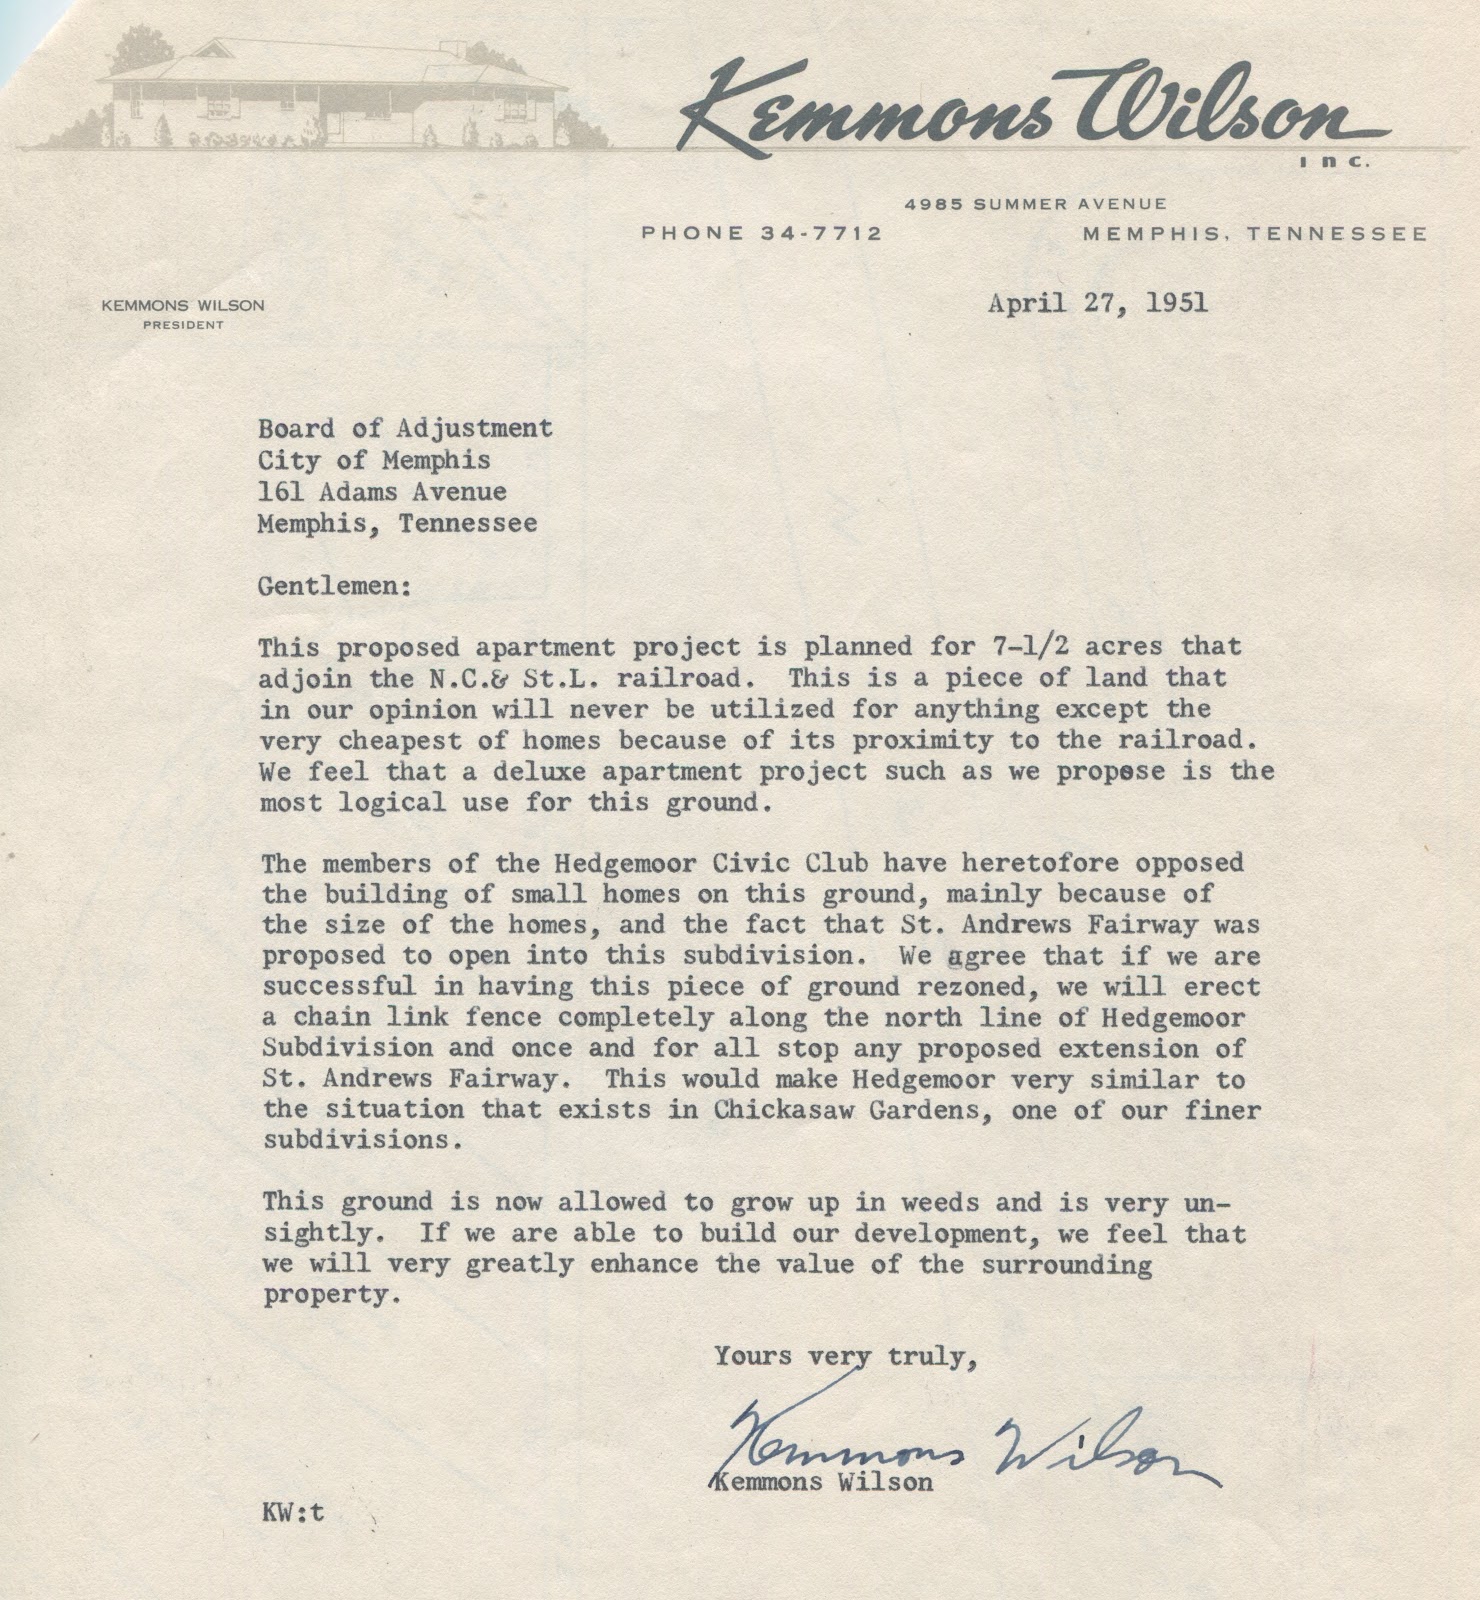 Kemmons Wilson
inc.
4985 SUMMER AVENUE
PHONE 34-7712 MEMPHIS, TENNESSEE
KEMMONS WILSON
PRESIDENT
April 27, 1951
Board of Adjustment
City of Memphis
161 Adams Avenue
Memphis, Tennessee
Gentlemen:
This proposed apartment project is planned for 7-1/2 acres that
adjoin the N.C.& St.L. railroad. This is a piece of land that
in our opinion will never be utilized for anything except the
very cheapest of homes because of its proximity to the railroad.
We feel that a deluxe apartment project such as we propose is the
most logical use for this ground.
The members of the Hedgemoor Civic Club have heretofore opposed
the building of small homes on this ground, mainly because of
the size of the homes, and the fact that St. Andrews Fairway was
proposed to open into this subdivision. We agree that if we are
successful in having this piece of ground rezoned, we will erect
a chain link fence completely along the north line of Hedgemoor
Subdivision and once and for all stop any proposed extension of
St. Andrews Fairway. This would make Hedgemoor very similar to
the situation that exists in Chickasaw Gardens, one of our finer
subdivisions.
This ground is now allowed to grow up in weeds and is very un-
sightly. If we are able to build our development, we feel that
we will very greatly enhance the value of the surrounding
property.
Yours very truly,
Kemmons Wilson
Kemmons Wilson
KW:t